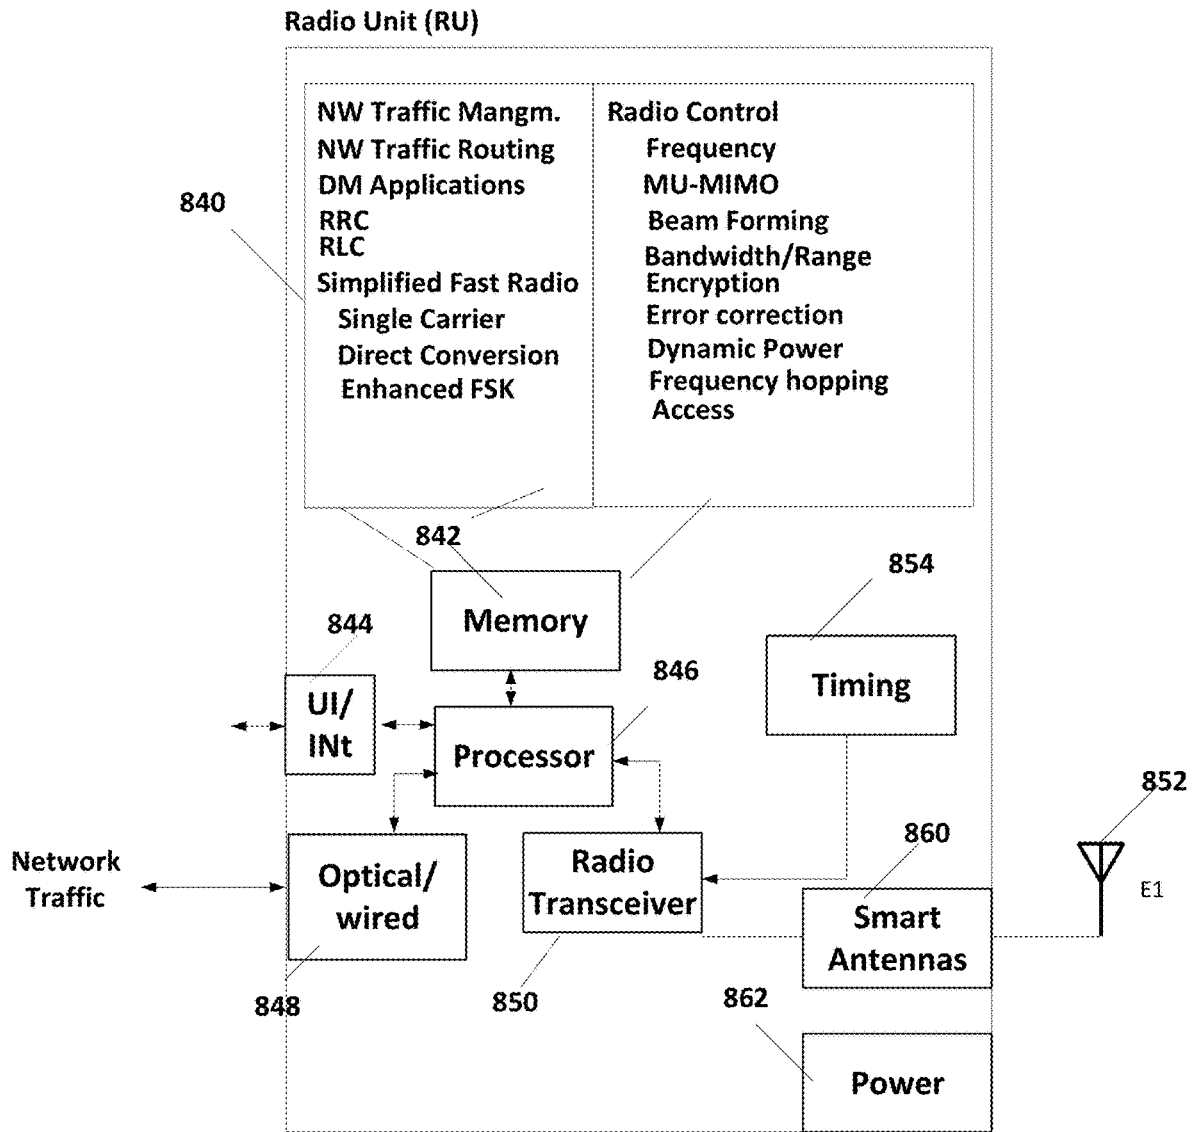 Radio Unit (RU)
NW Traffic Mangm.
NW Traffic Routing
DM Applications
RRC
RLC
Simplified Fast Radio
Single Carrier
Direct Conversion
Enhanced FSK
Radio Control
Frequency
MU-MIMO
Beam Forming
Bandwidth/Range
Encryption
Error correction
Dynamic Power
Frequency hopping
Access
840
842
854
Memory
844
846
Timing
UI/
INt
Processor
852
860
Network
Traffic
Optical/
wired
Radio
Transceiver
E1
Smart
Antennas
848
850
862
Power